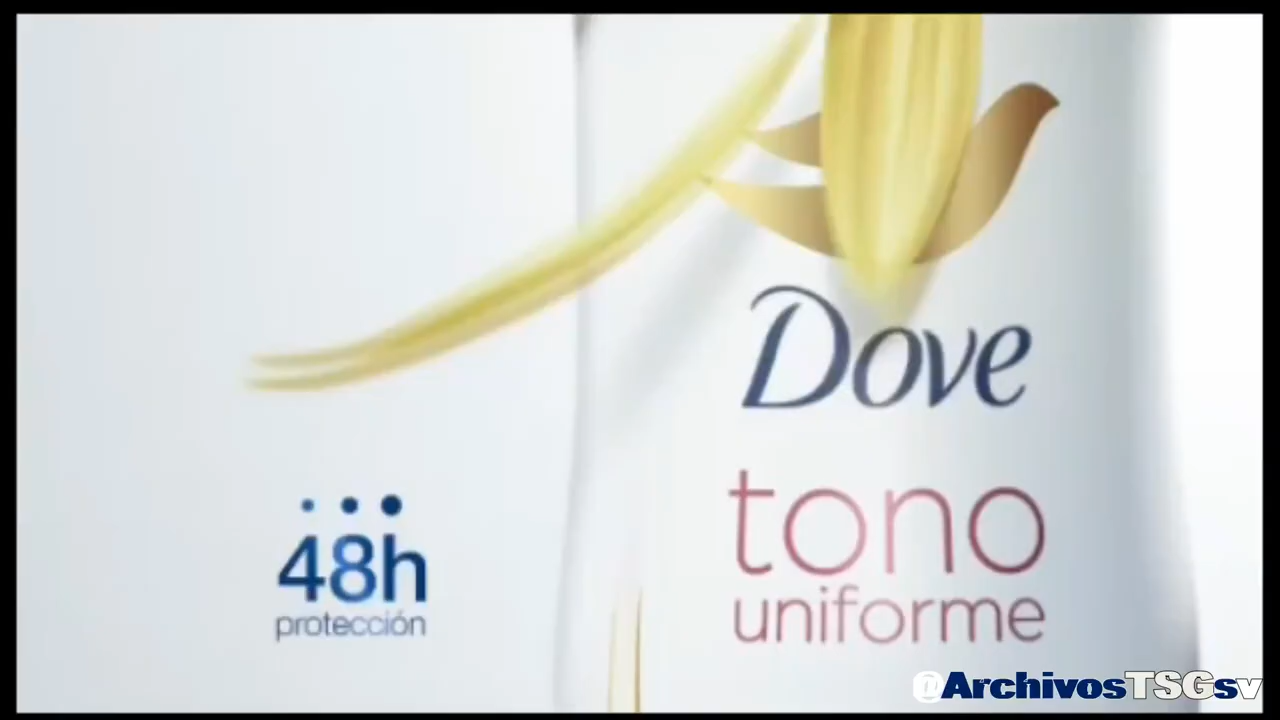 Dove
tono
uniforme
48h
protección
@ArchivosTSGsv